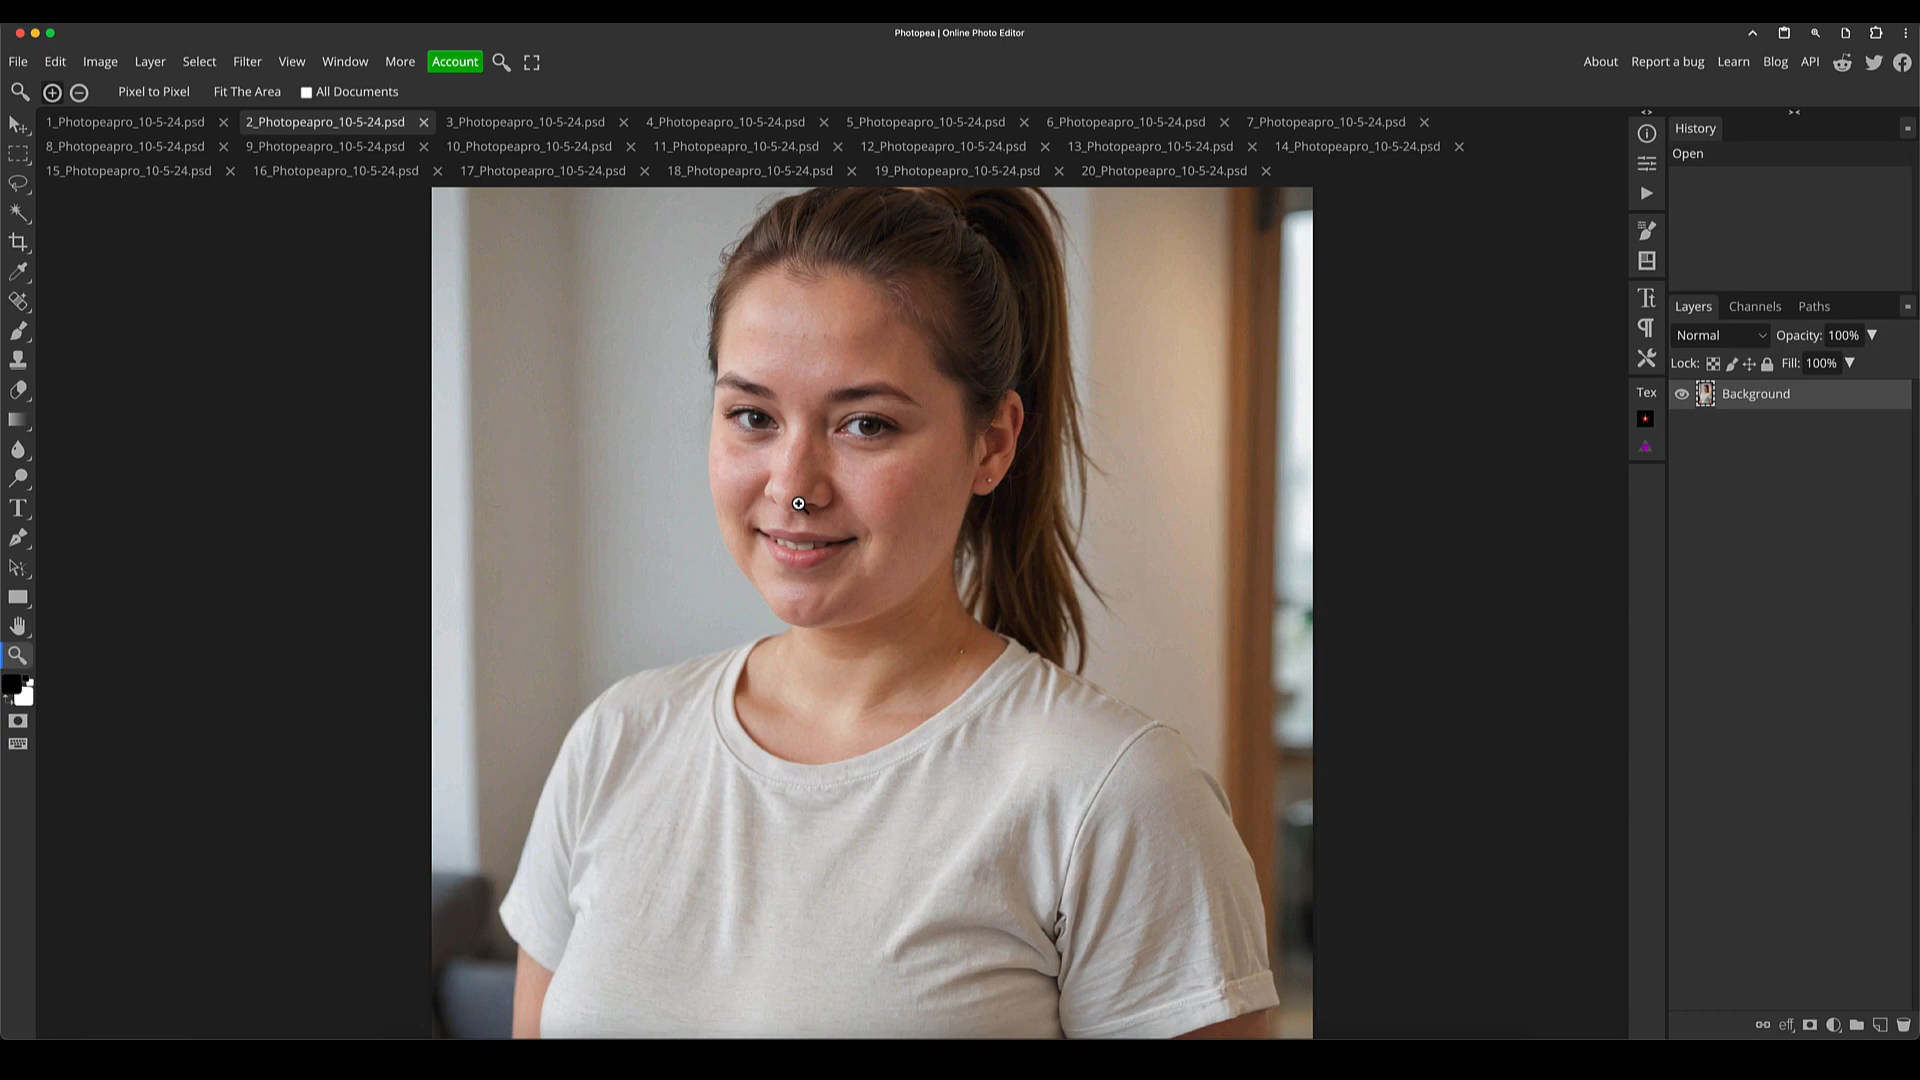 Photopea | Online Photo Editor
File Edit Image Layer Select Filter View Window More Account About Report a bug Learn Blog API
Pixel to Pixel Fit The Area All Documents
1_Photopeapro_10-5-24.psd 2_Photopeapro_10-5-24.psd 3_Photopeapro_10-5-24.psd 4_Photopeapro_10-5-24.psd 5_Photopeapro_10-5-24.psd 6_Photopeapro_10-5-24.psd 7_Photopeapro_10-5-24.psd
8_Photopeapro_10-5-24.psd 9_Photopeapro_10-5-24.psd 10_Photopeapro_10-5-24.psd 11_Photopeapro_10-5-24.psd 12_Photopeapro_10-5-24.psd 13_Photopeapro_10-5-24.psd 14_Photopeapro_10-5-24.psd
15_Photopeapro_10-5-24.psd 16_Photopeapro_10-5-24.psd 17_Photopeapro_10-5-24.psd 18_Photopeapro_10-5-24.psd 19_Photopeapro_10-5-24.psd 20_Photopeapro_10-5-24.psd
History
Open
Layers Channels Paths
Normal Opacity: 100%
Lock: Fill: 100%
Tex
Background
eff